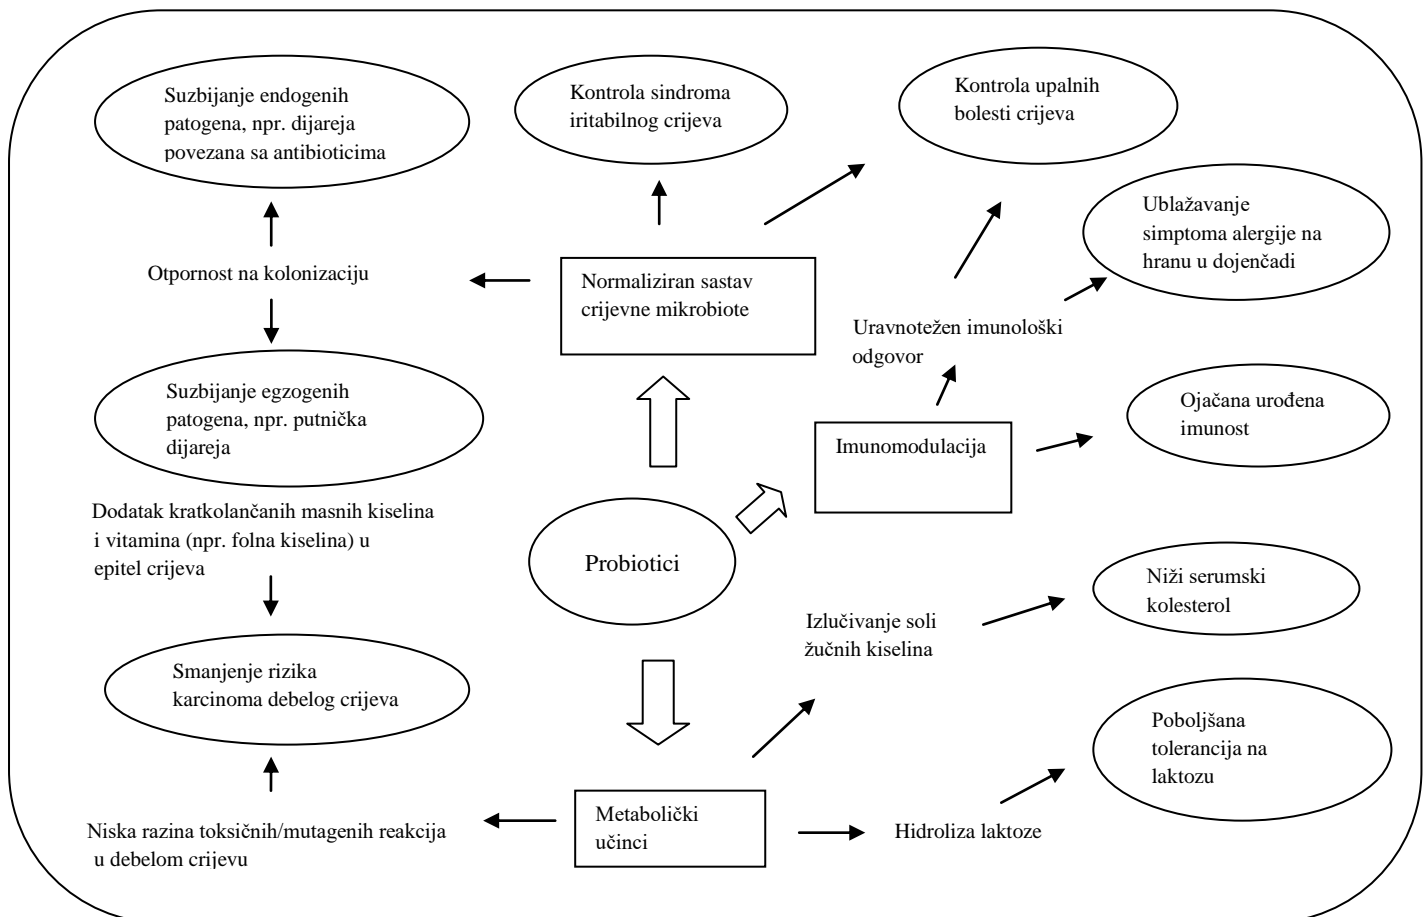 Suzbijanje endogenih
patogena, npr. dijareja
povezana sa antibioticima
Kontrola sindroma
iritabilnog crijeva
Kontrola upalnih
bolesti crijeva
Ublažavanje
simptoma alergije na
hranu u dojenčadi
Otpornost na kolonizaciju
Normaliziran sastav
crijevne mikrobiote
Uravnotežen imunološki
odgovor
Suzbijanje egzogenih
patogena, npr. putnička
dijareja
Imunomodulacija
Ojačana urođena
imunost
Dodatak kratkolančanih masnih kiselina
i vitamina (npr. folna kiselina) u
epitel crijeva
Probiotici
Niži serumski
kolesterol
Izlučivanje soli
žučnih kiselina
Smanjenje rizika
karcinoma debelog crijeva
Poboljšana
tolerancija na
laktozu
Metabolički
učinci
Niska razina toksičnih/mutagenih reakcija
u debelom crijevu
Hidroliza laktoze